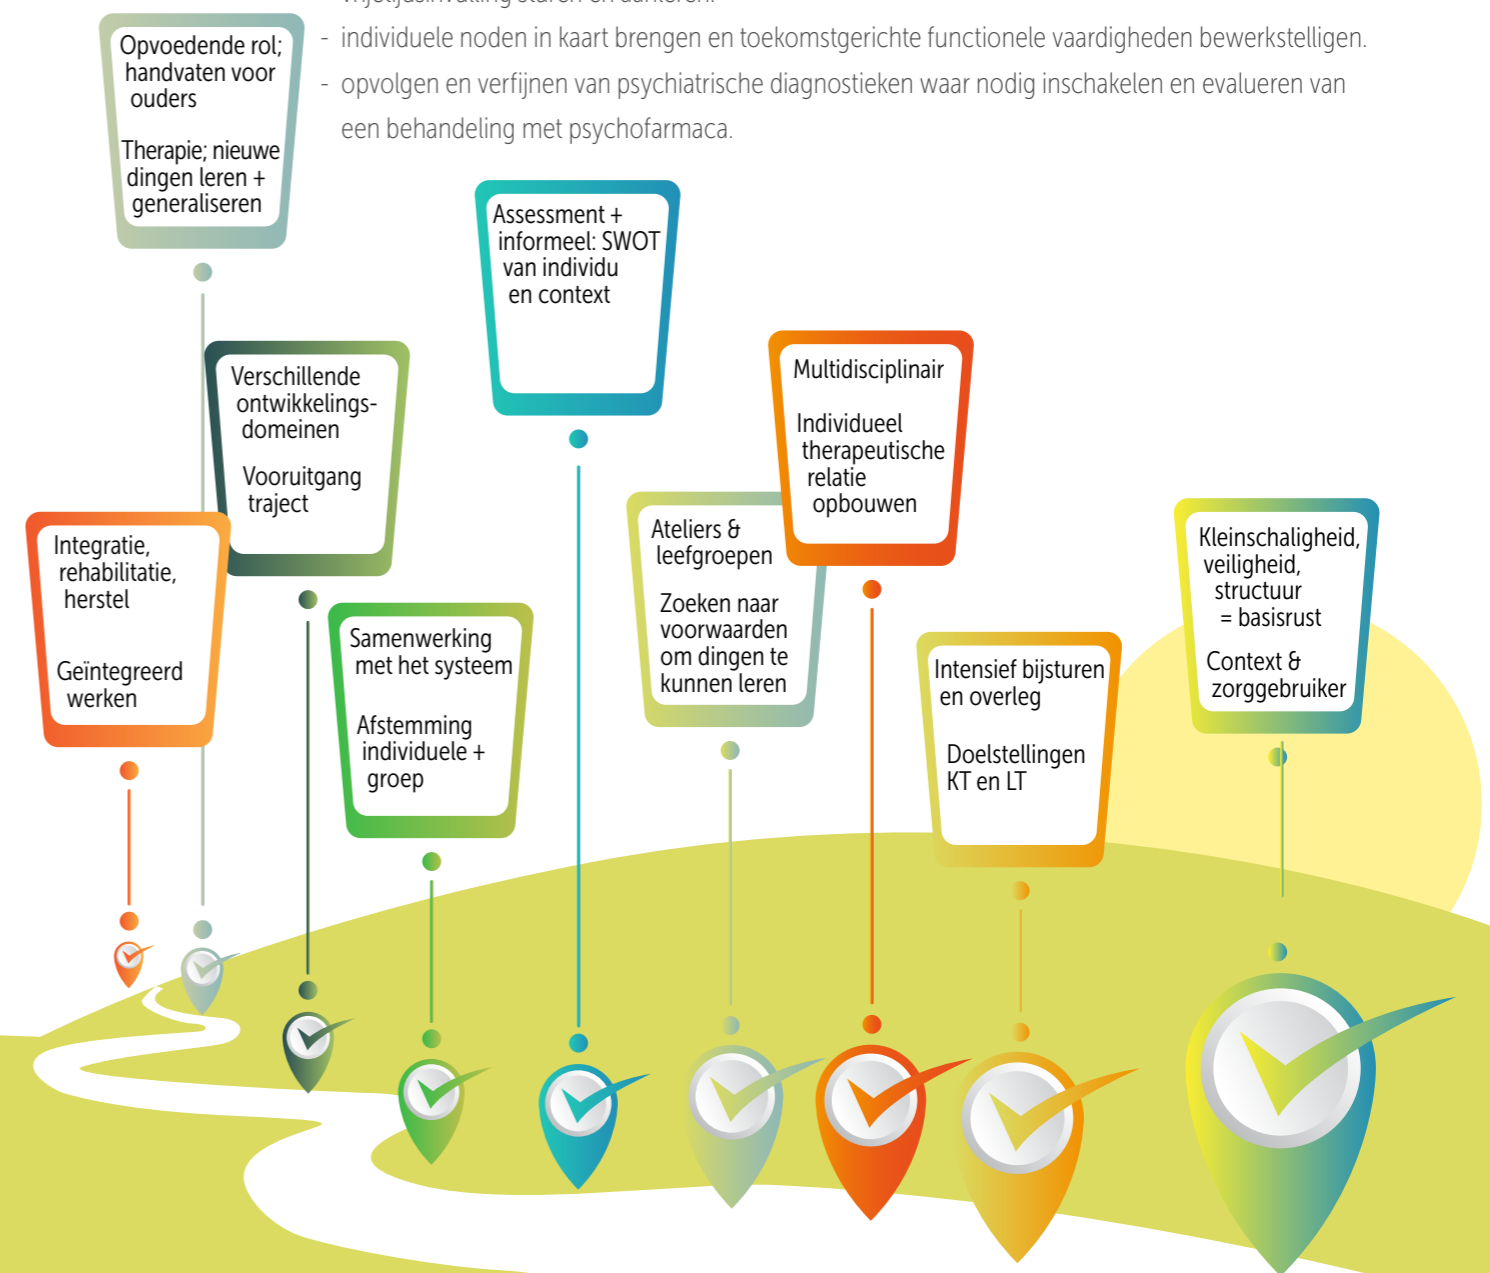 - individuele noden in kaart brengen en toekomstgerichte functionele vaardigheden bewerkstelligen.
- opvolgen en verfijnen van psychiatrische diagnostieken waar nodig inschakelen en evalueren van
een behandeling met psychofarmaca.
Opvoedende rol;
handvaten voor
ouders
Therapie; nieuwe
dingen leren +
generaliseren
Assessment +
informeel: SWOT
van individu
en context
Verschillende
ontwikkelings-
domeinen
Vooruitgang
traject
Multidisciplinair
Individueel
therapeutische
relatie
opbouwen
Integratie,
rehabilitatie,
herstel
Geïntegreerd
werken
Ateliers &
leefgroepen
Zoeken naar
voorwaarden
om dingen te
kunnen leren
Kleinschaligheid,
veiligheid,
structuur
= basisrust
Context &
zorggebruiker
Samenwerking
met het systeem
Afstemming
individuele +
groep
Intensief bijsturen
en overleg
Doelstellingen
KT en LT